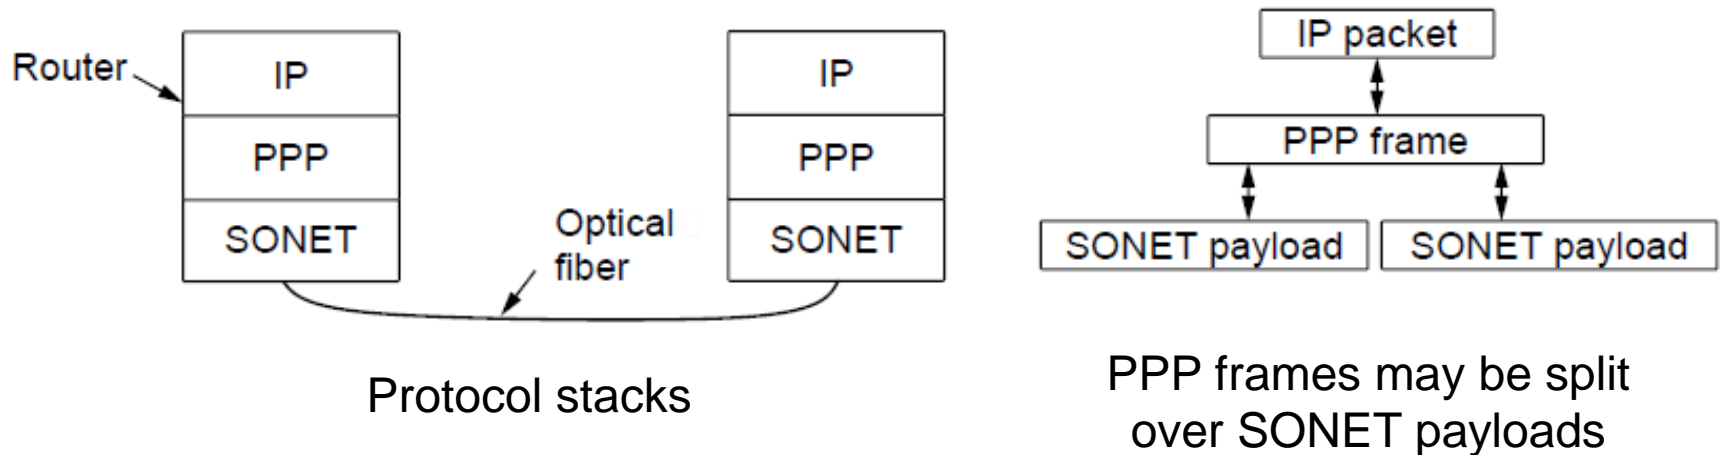 Router
IP
PPP
SONET
Optical
fiber
IP
PPP
SONET
Protocol stacks
IP packet
PPP frame
SONET payload
SONET payload
PPP frames may be split
over SONET payloads